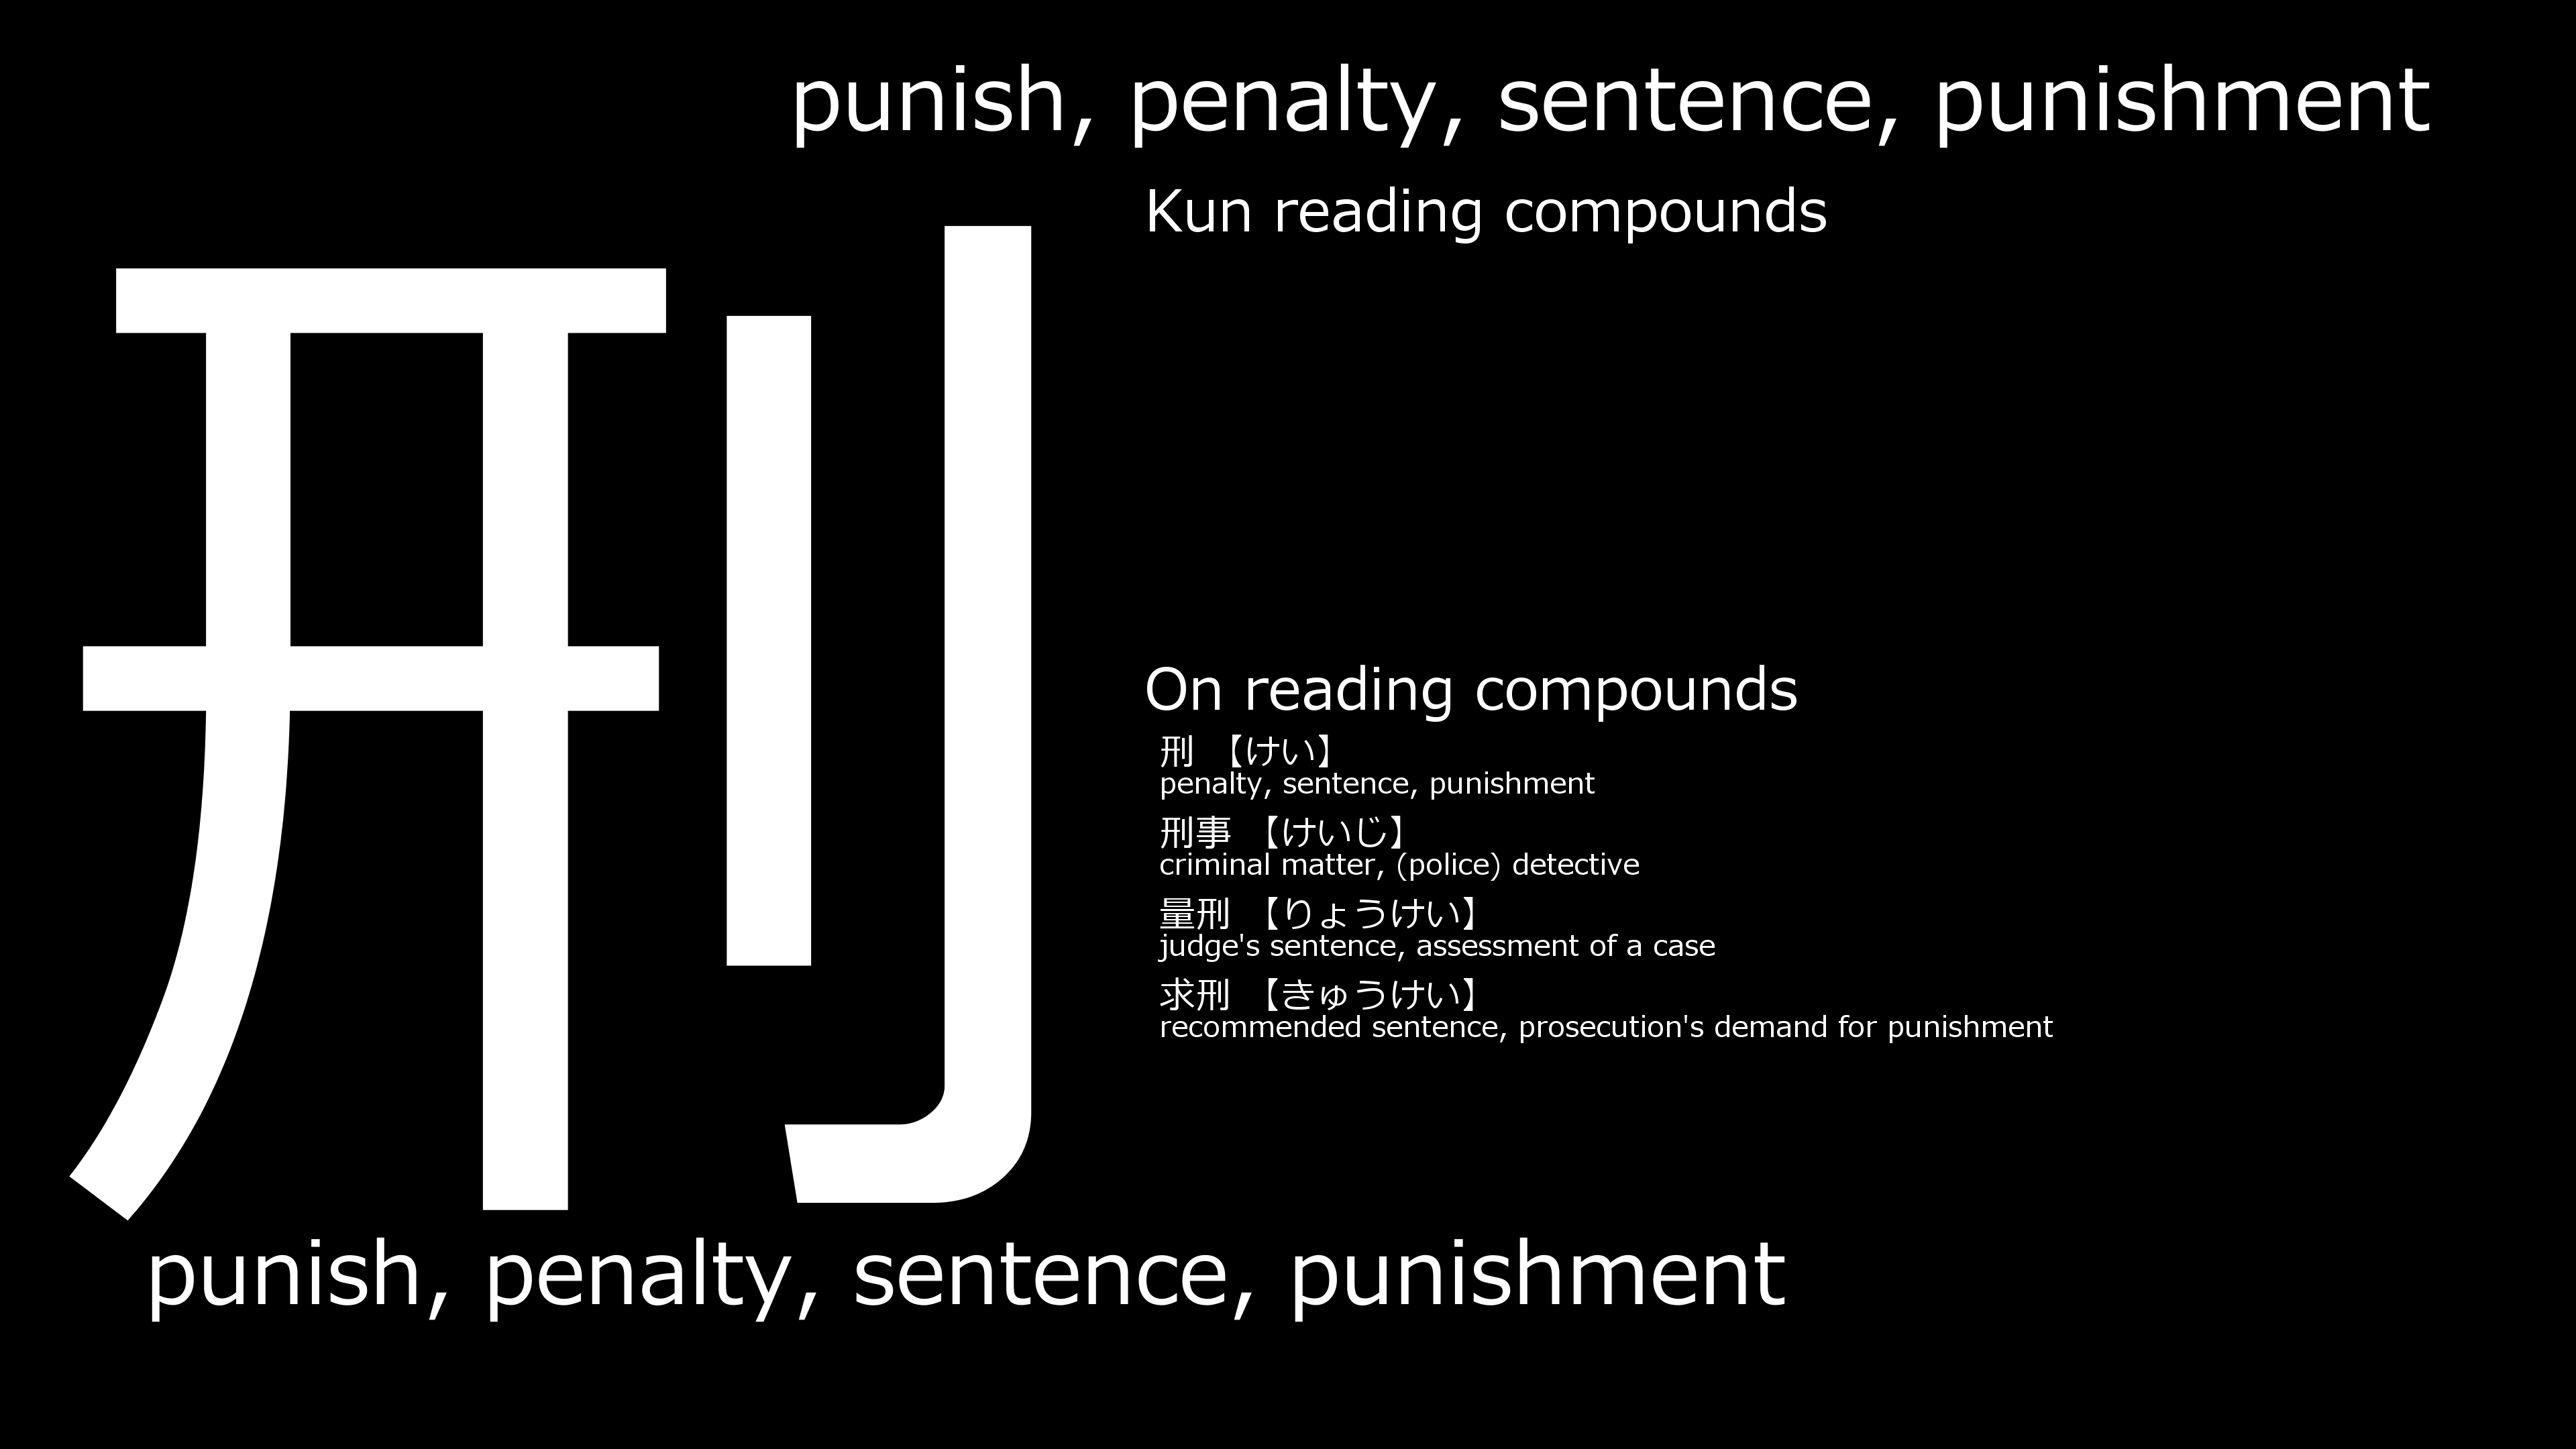 punish, penalty, sentence, punishment
刑
Kun reading compounds
On reading compounds
刑 【けい】
penalty, sentence, punishment
刑事 【けいじ】
criminal matter, (police) detective
量刑 【りょうけい】
judge's sentence, assessment of a case
求刑 【きゅうけい】
recommended sentence, prosecution's demand for punishment
punish, penalty, sentence, punishment